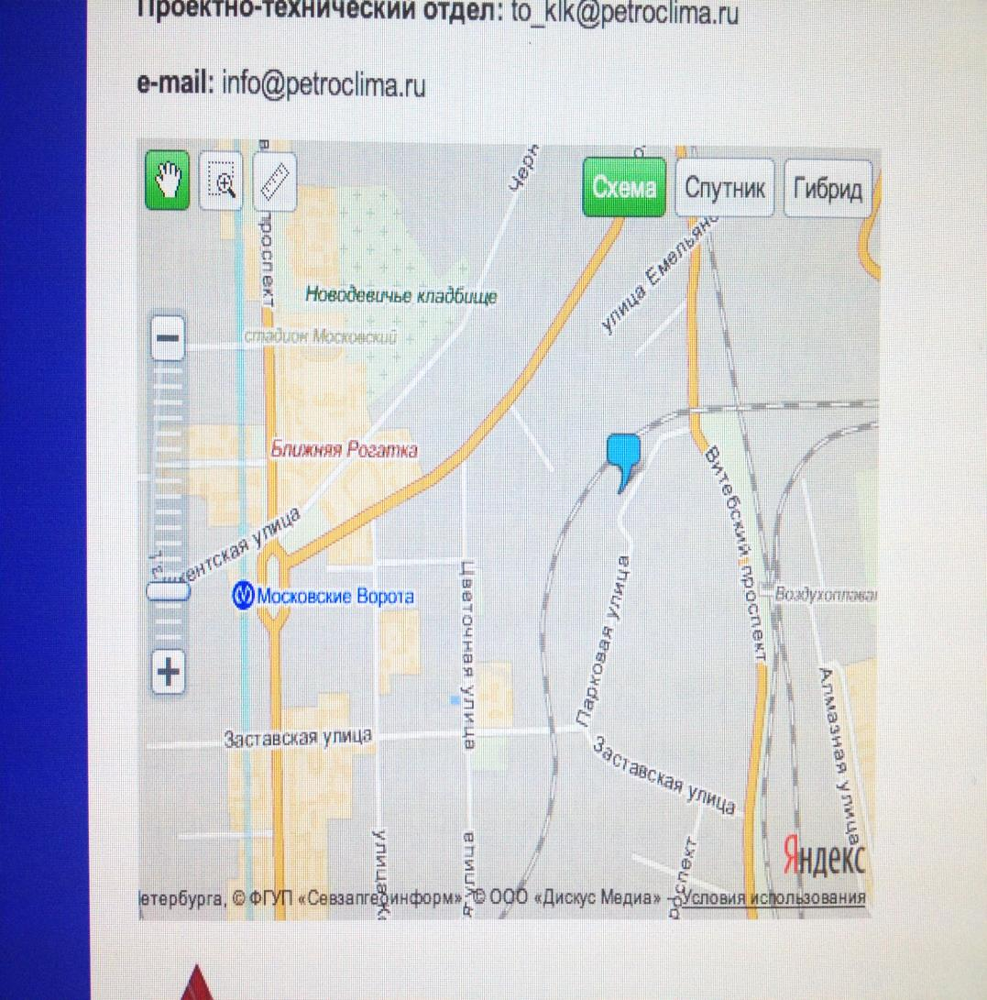 Проектно-технический отдел: to_klk@petroclima.ru
e-mail: info@petroclima.ru
Схема
Спутник
Гибрид
проспект
Черн
улица Емельяно
Новодевичье кладбище
стадион Московский
Ближняя Рогатка
Витебский проспект
кентская улица
Московские Ворота
Цветочная улица
Парковая улица
Воздухоплава
Заставская улица
Заставская улица
Алмазная улица
улица
улица
оспект
Яндекс
етербурга, © ФГУП «Севзапгеоинформ», © ООО «Дискус Медиа» – Условия использования